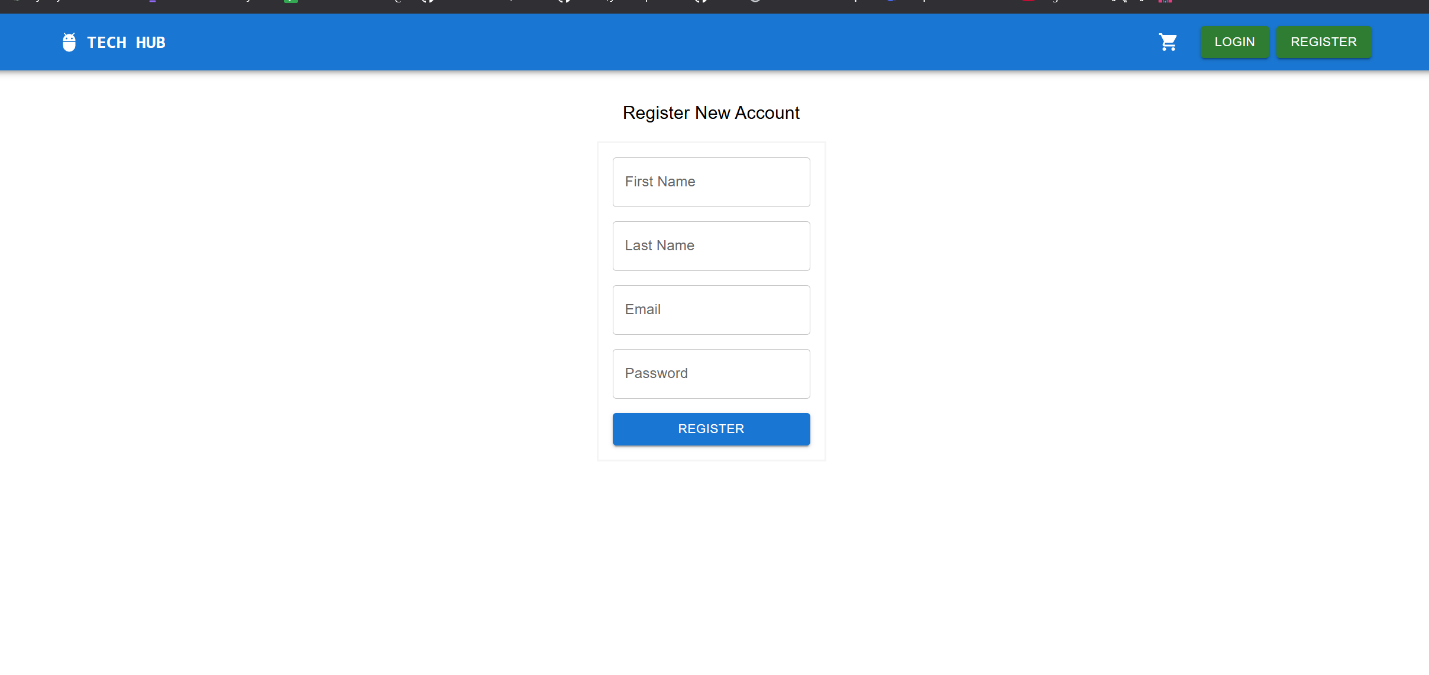 TECH HUB
LOGIN
REGISTER
Register New Account
First Name
Last Name
Email
Password
REGISTER